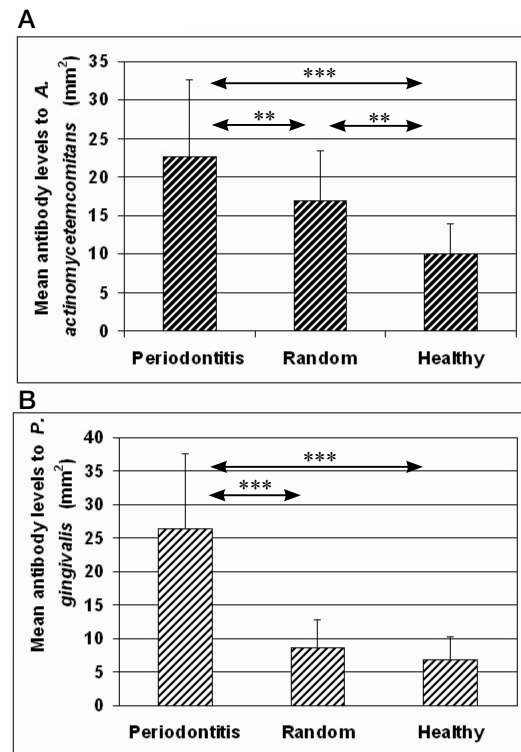 A
Mean antibody levels to A.
actinomycetemcomitans (mm²)
35
30
25
20
15
10
5
0
***
**
**
Periodontitis
Random
Healthy
B
Mean antibody levels to P.
gingivalis (mm²)
40
35
30
25
20
15
10
5
0
***
***
Periodontitis
Random
Healthy